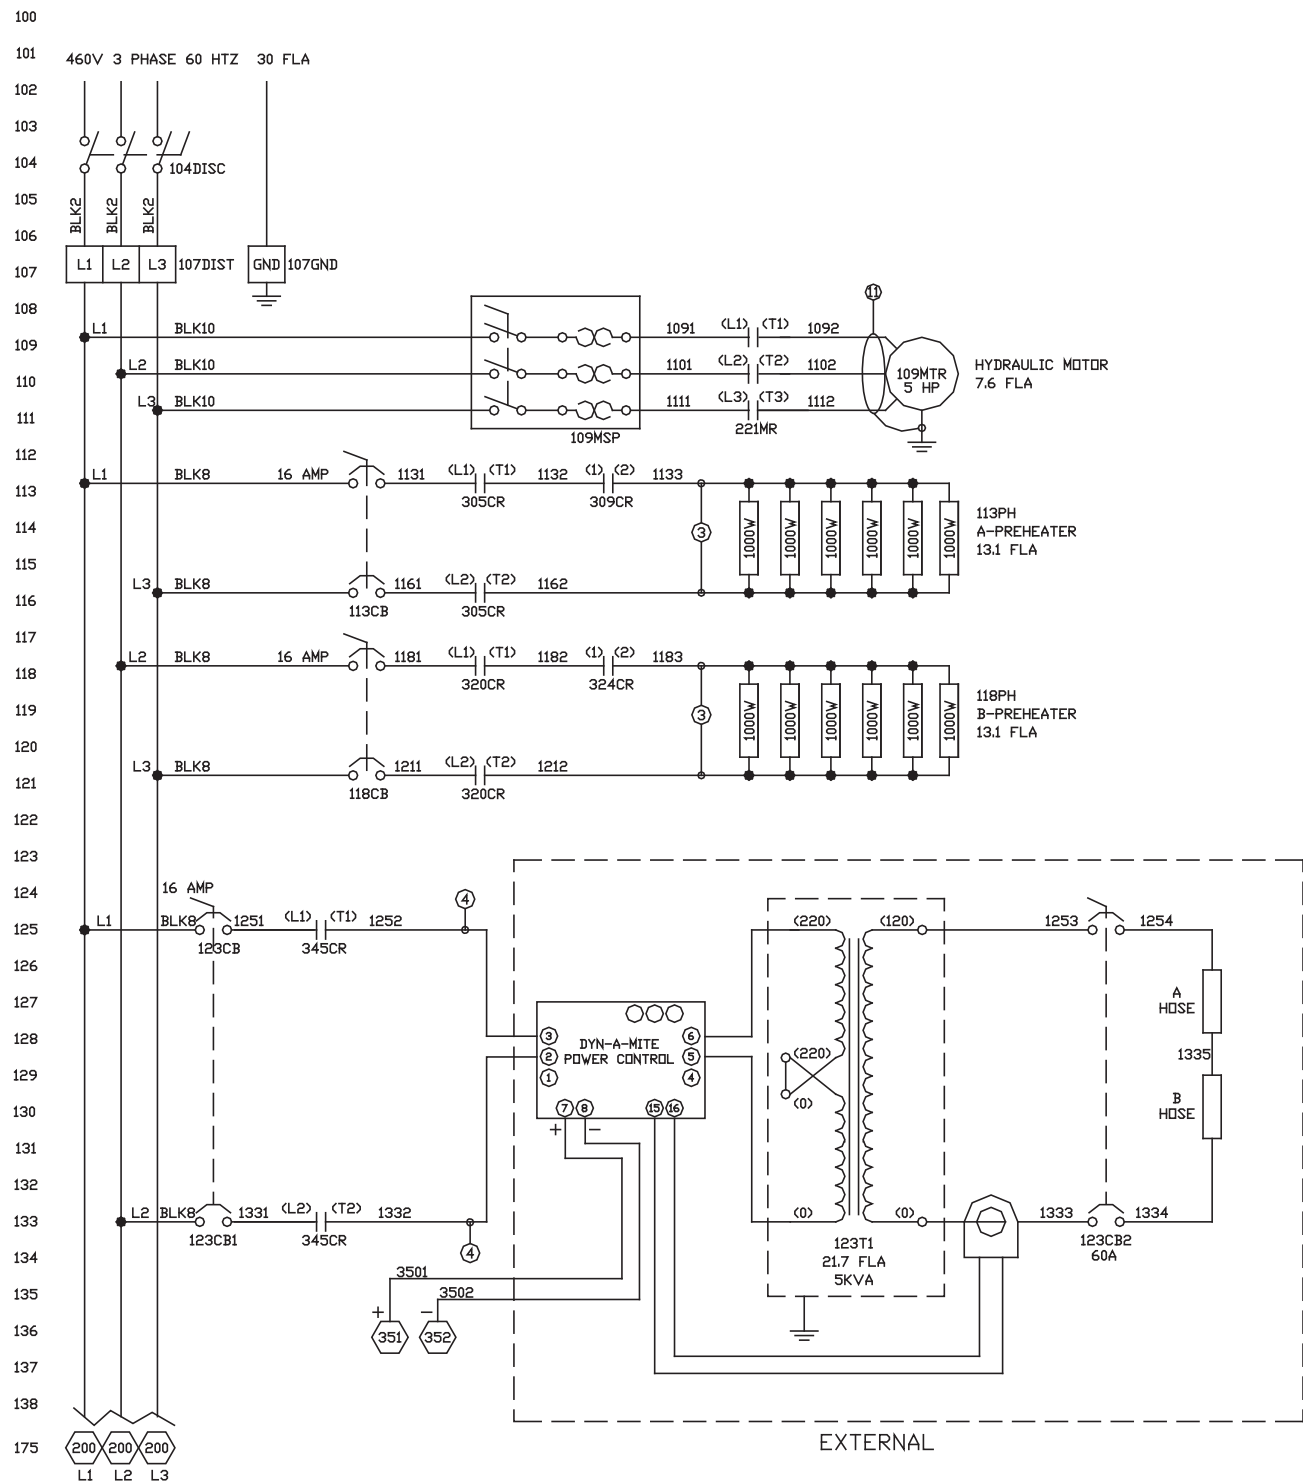 100
101
460V 3 PHASE 60 HTZ 30 FLA
102
103
104
104DISC
105
BLK2 BLK2 BLK2
106
L1 L2 L3 107DIST GND 107GND
107
108
11
L1 BLK10 1091 (L1) (T1) 1092
109
L2 BLK10 1101 (L2) (T2) 1102
109MTR
5 HP
HYDRAULIC MOTOR
7.6 FLA
110
L3 BLK10 1111 (L3) (T3) 1112
111
221MR
109MSP
112
L1 BLK8 16 AMP 1131 (L1) (T1) 1132 (1) (2) 1133
113
305CR 309CR
114
3
1000W 1000W 1000W 1000W 1000W 1000W
113PH
A-PREHEATER
13.1 FLA
115
L3 BLK8 1161 (L2) (T2) 1162
116
113CB 305CR
117
L2 BLK8 16 AMP 1181 (L1) (T1) 1182 (1) (2) 1183
118
320CR 324CR
119
3
1000W 1000W 1000W 1000W 1000W 1000W
118PH
B-PREHEATER
13.1 FLA
120
L3 BLK8 1211 (L2) (T2) 1212
121
118CB 320CR
122
123
124
16 AMP
4
L1 BLK8 1251 (L1) (T1) 1252 (220) (120) 1253 1254
125
123CB 345CR
126
127
A
HOSE
128
3 DYN-A-MITE 6
2 POWER CONTROL 5
1 4
(220)
1335
129
(0)
130
7 8 15 16
B
HOSE
+ −
131
132
L2 BLK8 1331 (L2) (T2) 1332 (0) (0) 1333 1334
133
123CB1 345CR
4
123T1
21.7 FLA
5KVA
123CB2
60A
134
3501
135
3502
+ −
136
351 352
137
138
EXTERNAL
175
200 200 200
L1 L2 L3